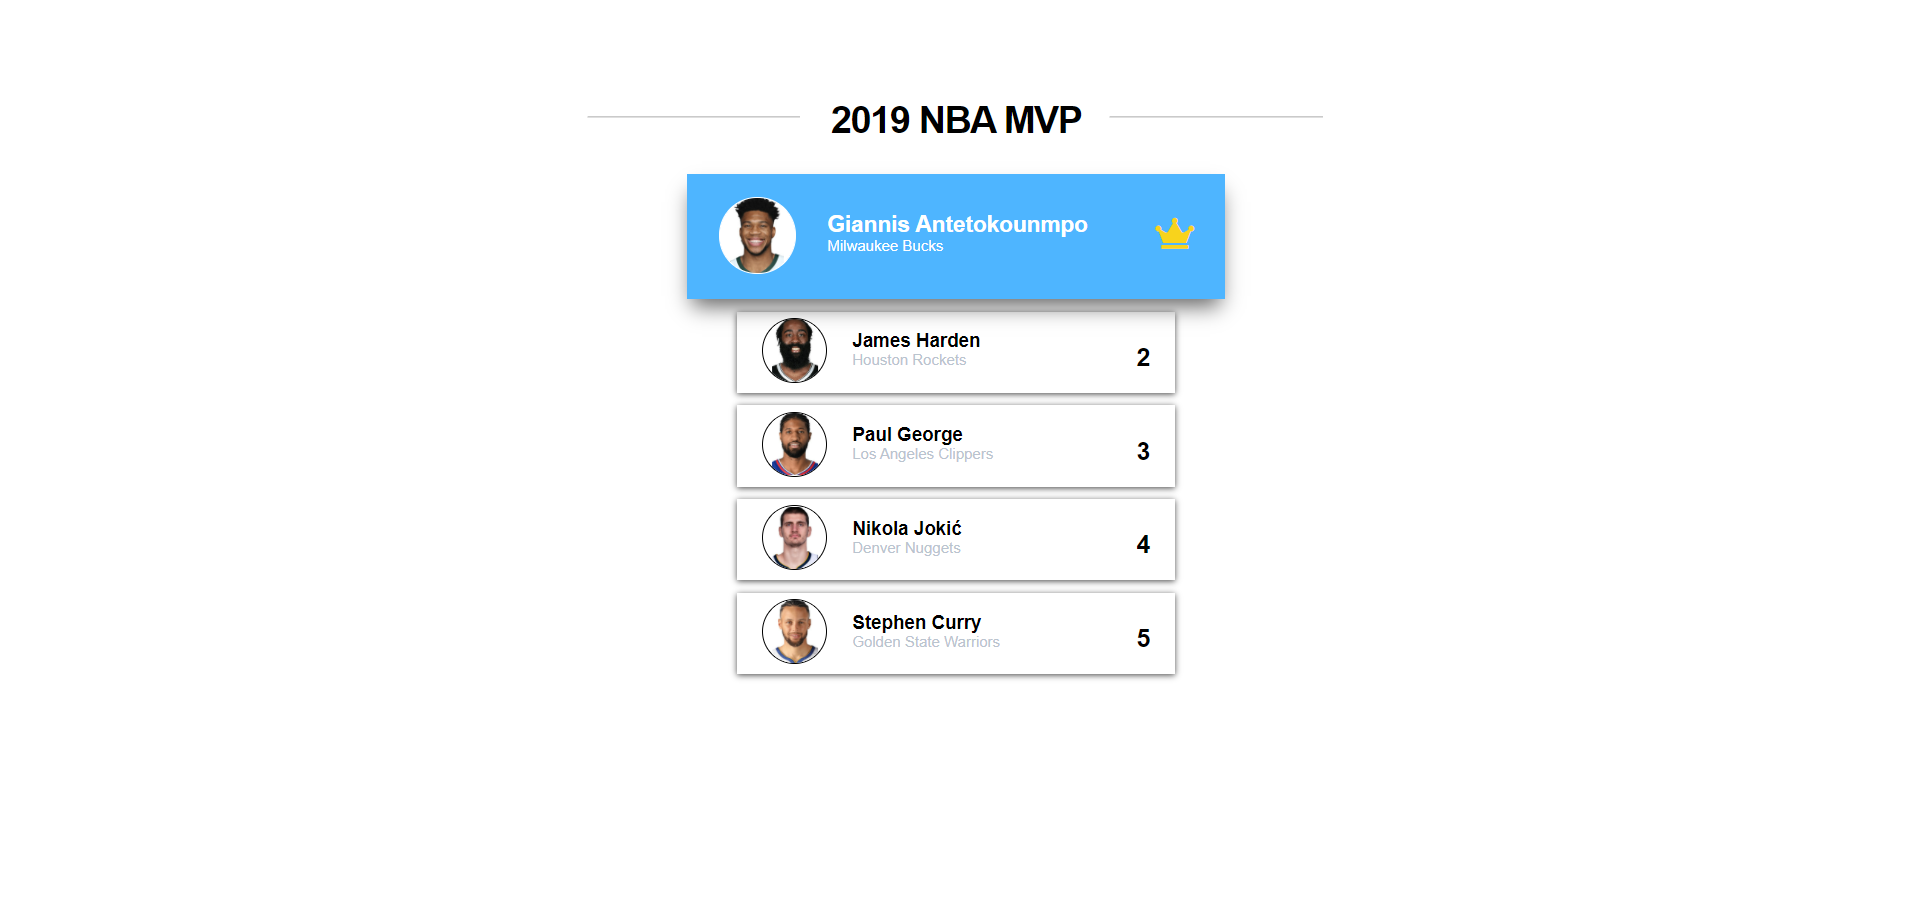 2019 NBA MVP
Giannis Antetokounmpo
Milwaukee Bucks
James Harden
Houston Rockets
2
Paul George
Los Angeles Clippers
3
Nikola Jokić
Denver Nuggets
4
Stephen Curry
Golden State Warriors
5